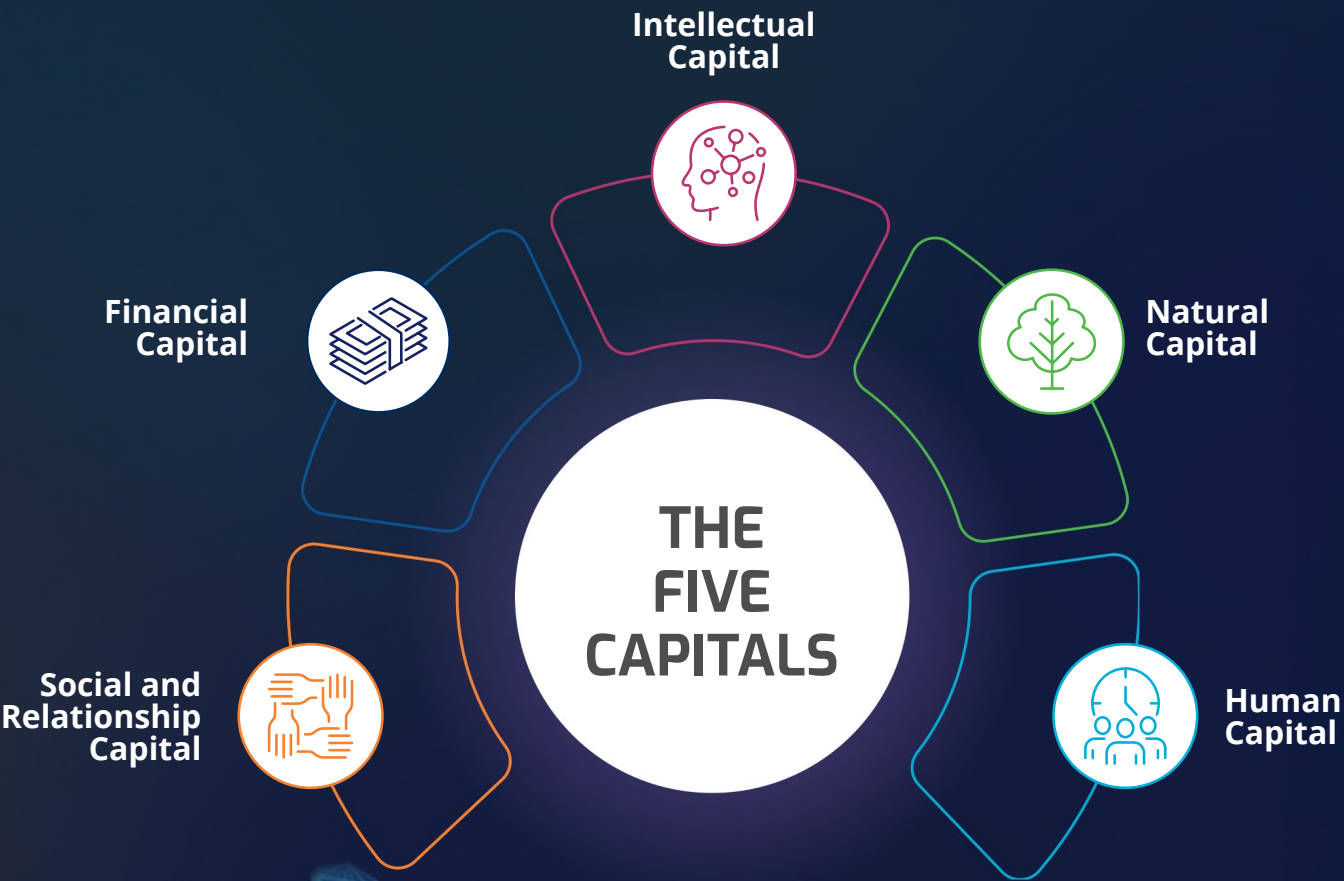 Intellectual
Capital
Financial
Capital
Natural
Capital
THE
FIVE
CAPITALS
Social and
Relationship
Capital
Human
Capital